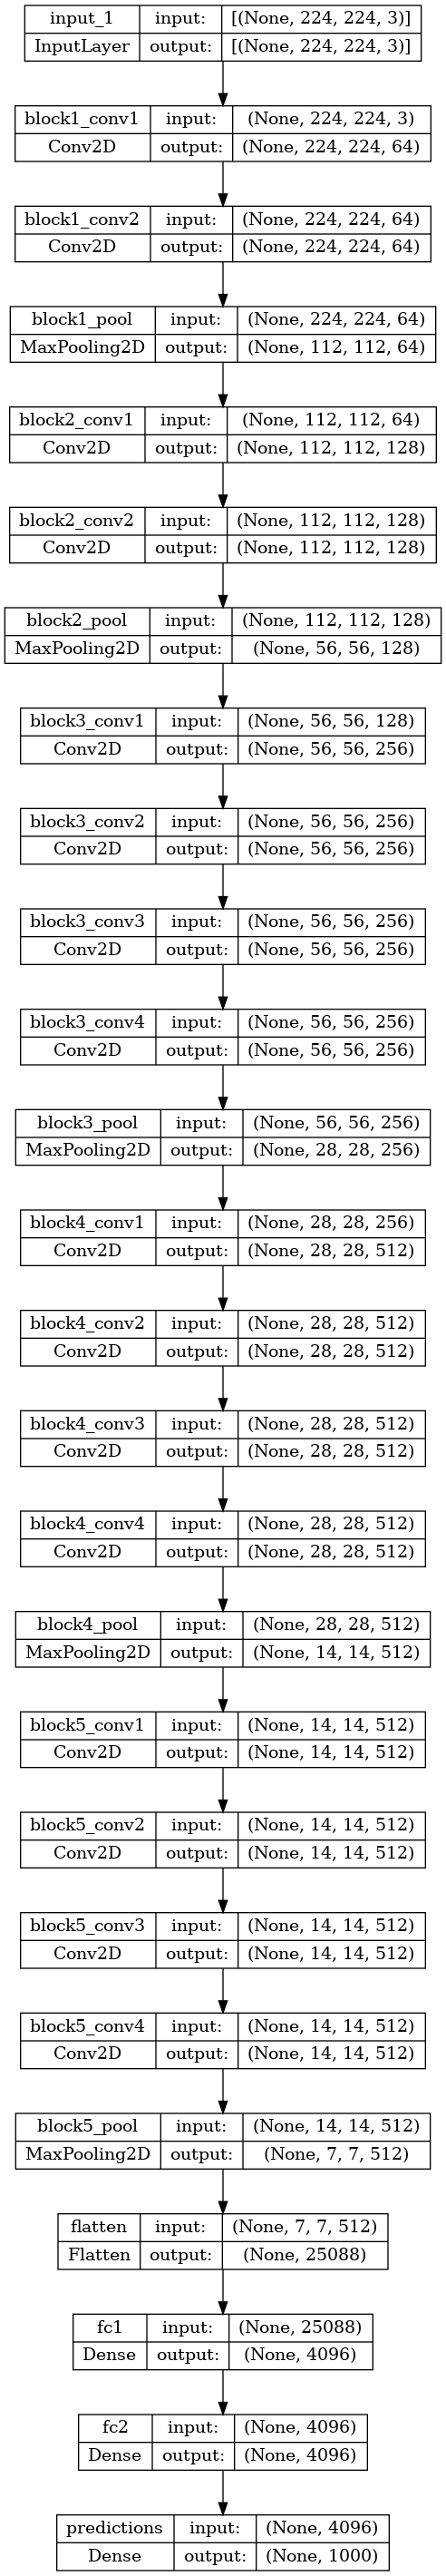 input_1 input: [(None, 224, 224, 3)]
InputLayer output: [(None, 224, 224, 3)]
block1_conv1 input: (None, 224, 224, 3)
Conv2D output: (None, 224, 224, 64)
block1_conv2 input: (None, 224, 224, 64)
Conv2D output: (None, 224, 224, 64)
block1_pool input: (None, 224, 224, 64)
MaxPooling2D output: (None, 112, 112, 64)
block2_conv1 input: (None, 112, 112, 64)
Conv2D output: (None, 112, 112, 128)
block2_conv2 input: (None, 112, 112, 128)
Conv2D output: (None, 112, 112, 128)
block2_pool input: (None, 112, 112, 128)
MaxPooling2D output: (None, 56, 56, 128)
block3_conv1 input: (None, 56, 56, 128)
Conv2D output: (None, 56, 56, 256)
block3_conv2 input: (None, 56, 56, 256)
Conv2D output: (None, 56, 56, 256)
block3_conv3 input: (None, 56, 56, 256)
Conv2D output: (None, 56, 56, 256)
block3_conv4 input: (None, 56, 56, 256)
Conv2D output: (None, 56, 56, 256)
block3_pool input: (None, 56, 56, 256)
MaxPooling2D output: (None, 28, 28, 256)
block4_conv1 input: (None, 28, 28, 256)
Conv2D output: (None, 28, 28, 512)
block4_conv2 input: (None, 28, 28, 512)
Conv2D output: (None, 28, 28, 512)
block4_conv3 input: (None, 28, 28, 512)
Conv2D output: (None, 28, 28, 512)
block4_conv4 input: (None, 28, 28, 512)
Conv2D output: (None, 28, 28, 512)
block4_pool input: (None, 28, 28, 512)
MaxPooling2D output: (None, 14, 14, 512)
block5_conv1 input: (None, 14, 14, 512)
Conv2D output: (None, 14, 14, 512)
block5_conv2 input: (None, 14, 14, 512)
Conv2D output: (None, 14, 14, 512)
block5_conv3 input: (None, 14, 14, 512)
Conv2D output: (None, 14, 14, 512)
block5_conv4 input: (None, 14, 14, 512)
Conv2D output: (None, 14, 14, 512)
block5_pool input: (None, 14, 14, 512)
MaxPooling2D output: (None, 7, 7, 512)
flatten input: (None, 7, 7, 512)
Flatten output: (None, 25088)
fc1 input: (None, 25088)
Dense output: (None, 4096)
fc2 input: (None, 4096)
Dense output: (None, 4096)
predictions input: (None, 4096)
Dense output: (None, 1000)